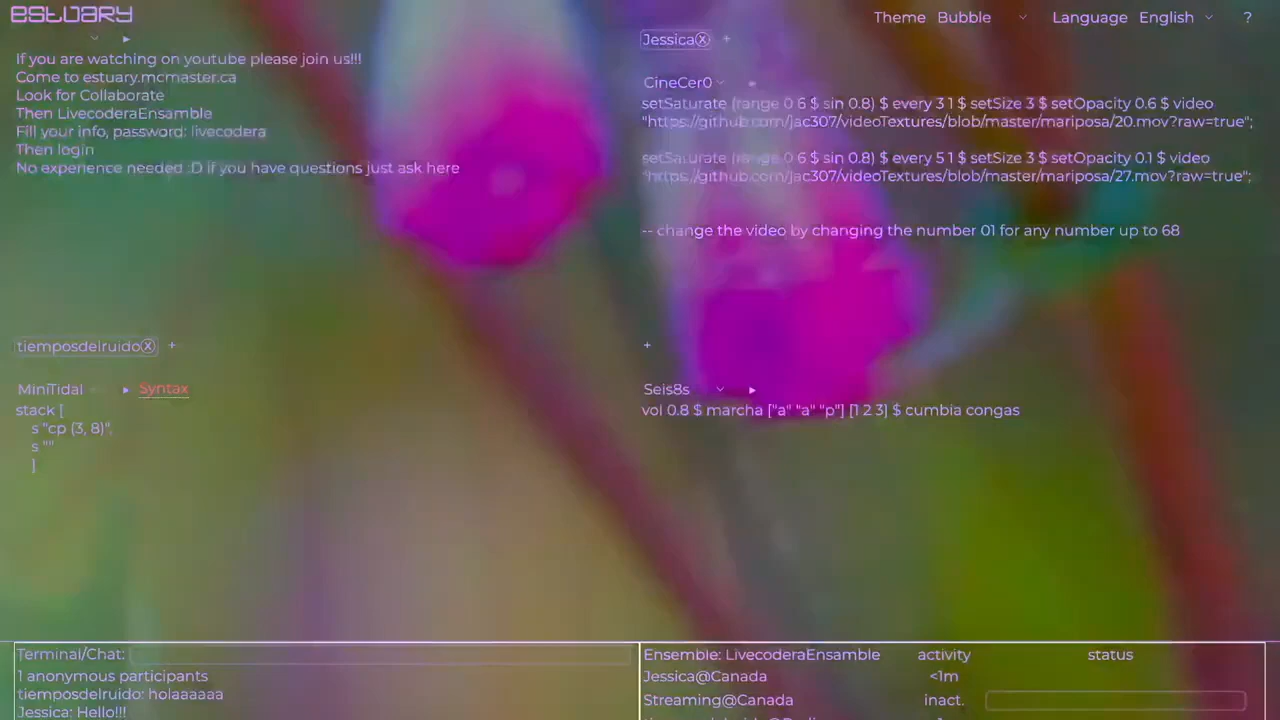 estuary
Theme Bubble Language English ?
If you are watching on youtube please join us!!!
Come to estuary.mcmaster.ca
Look for Collaborate
Then LivecoderaEnsamble
Fill your info, password: livecodera
Then login
No experience needed :D if you have questions just ask here
Jessica +
CineCer0
setSaturate (range 0 6 $ sin 0.8) $ every 3 1 $ setSize 3 $ setOpacity 0.6 $ video
"https://github.com/jac307/videoTextures/blob/master/mariposa/20.mov?raw=true";
setSaturate (range 0 6 $ sin 0.8) $ every 5 1 $ setSize 3 $ setOpacity 0.1 $ video
"https://github.com/jac307/videoTextures/blob/master/mariposa/27.mov?raw=true";
-- change the video by changing the number 01 for any number up to 68
tiempos­delruido +
MiniTidal Syntax
stack [
s "cp (3, 8)",
s ""
]
+
Seis8s
vol 0.8 $ marcha ["a" "a" "p"] [1 2 3] $ cumbia congas
Terminal/Chat:
1 anonymous participants
tiemposdelruido: holaaaaaa
Jessica: Hello!!!
Ensemble: LivecoderaEnsamble activity status
Jessica@Canada <1m
Streaming@Canada inact.